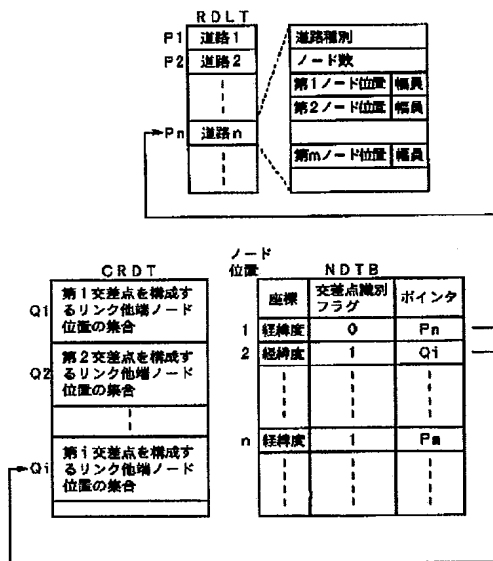 RDLT
P1 道路1
P2 道路2
Pn 道路n
道路種別
ノード数
第1ノード位置 幅員
第2ノード位置 幅員
第mノード位置 幅員
CRDT
Q1 第1交差点を構成す
るリンク他端ノード
位置の集合
Q2 第2交差点を構成す
るリンク他端ノード
位置の集合
Qi 第i交差点を構成す
るリンク他端ノード
位置の集合
ノード
位置
NDTB
座標 交差点識別
フラグ ポインタ
1 経緯度 0 Pn
2 経緯度 1 Qi
n 経緯度 1 Pm